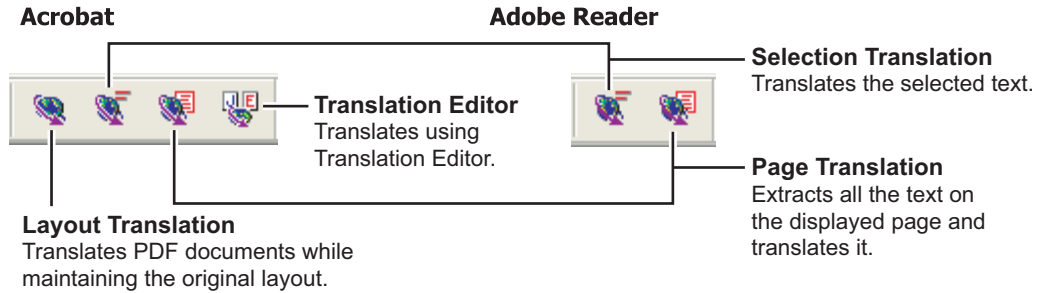 Acrobat
Adobe Reader
Selection Translation
Translates the selected text.
J E
Translation Editor
Translates using
Translation Editor.
Page Translation
Extracts all the text on
the displayed page and
translates it.
Layout Translation
Translates PDF documents while
maintaining the original layout.